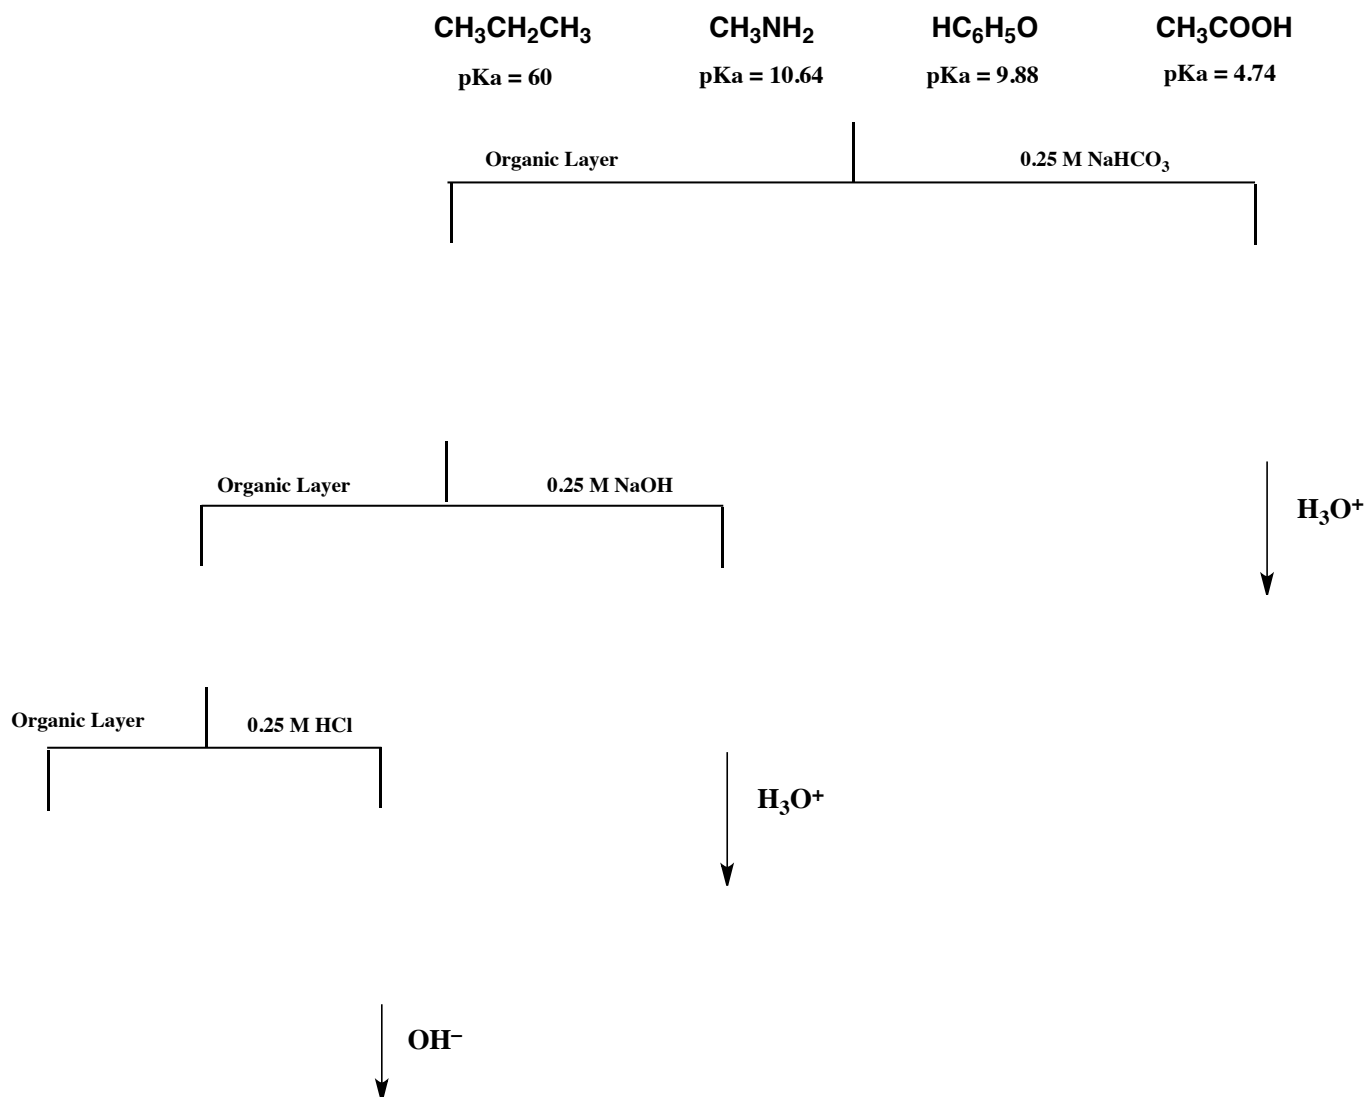 CH₃CH₂CH₃ CH₃NH₂ HC₆H₅O CH₃COOH
pKa = 60 pKa = 10.64 pKa = 9.88 pKa = 4.74
Organic Layer 0.25 M NaHCO₃
Organic Layer 0.25 M NaOH
H₃O⁺
Organic Layer 0.25 M HCl
H₃O⁺
OH⁻